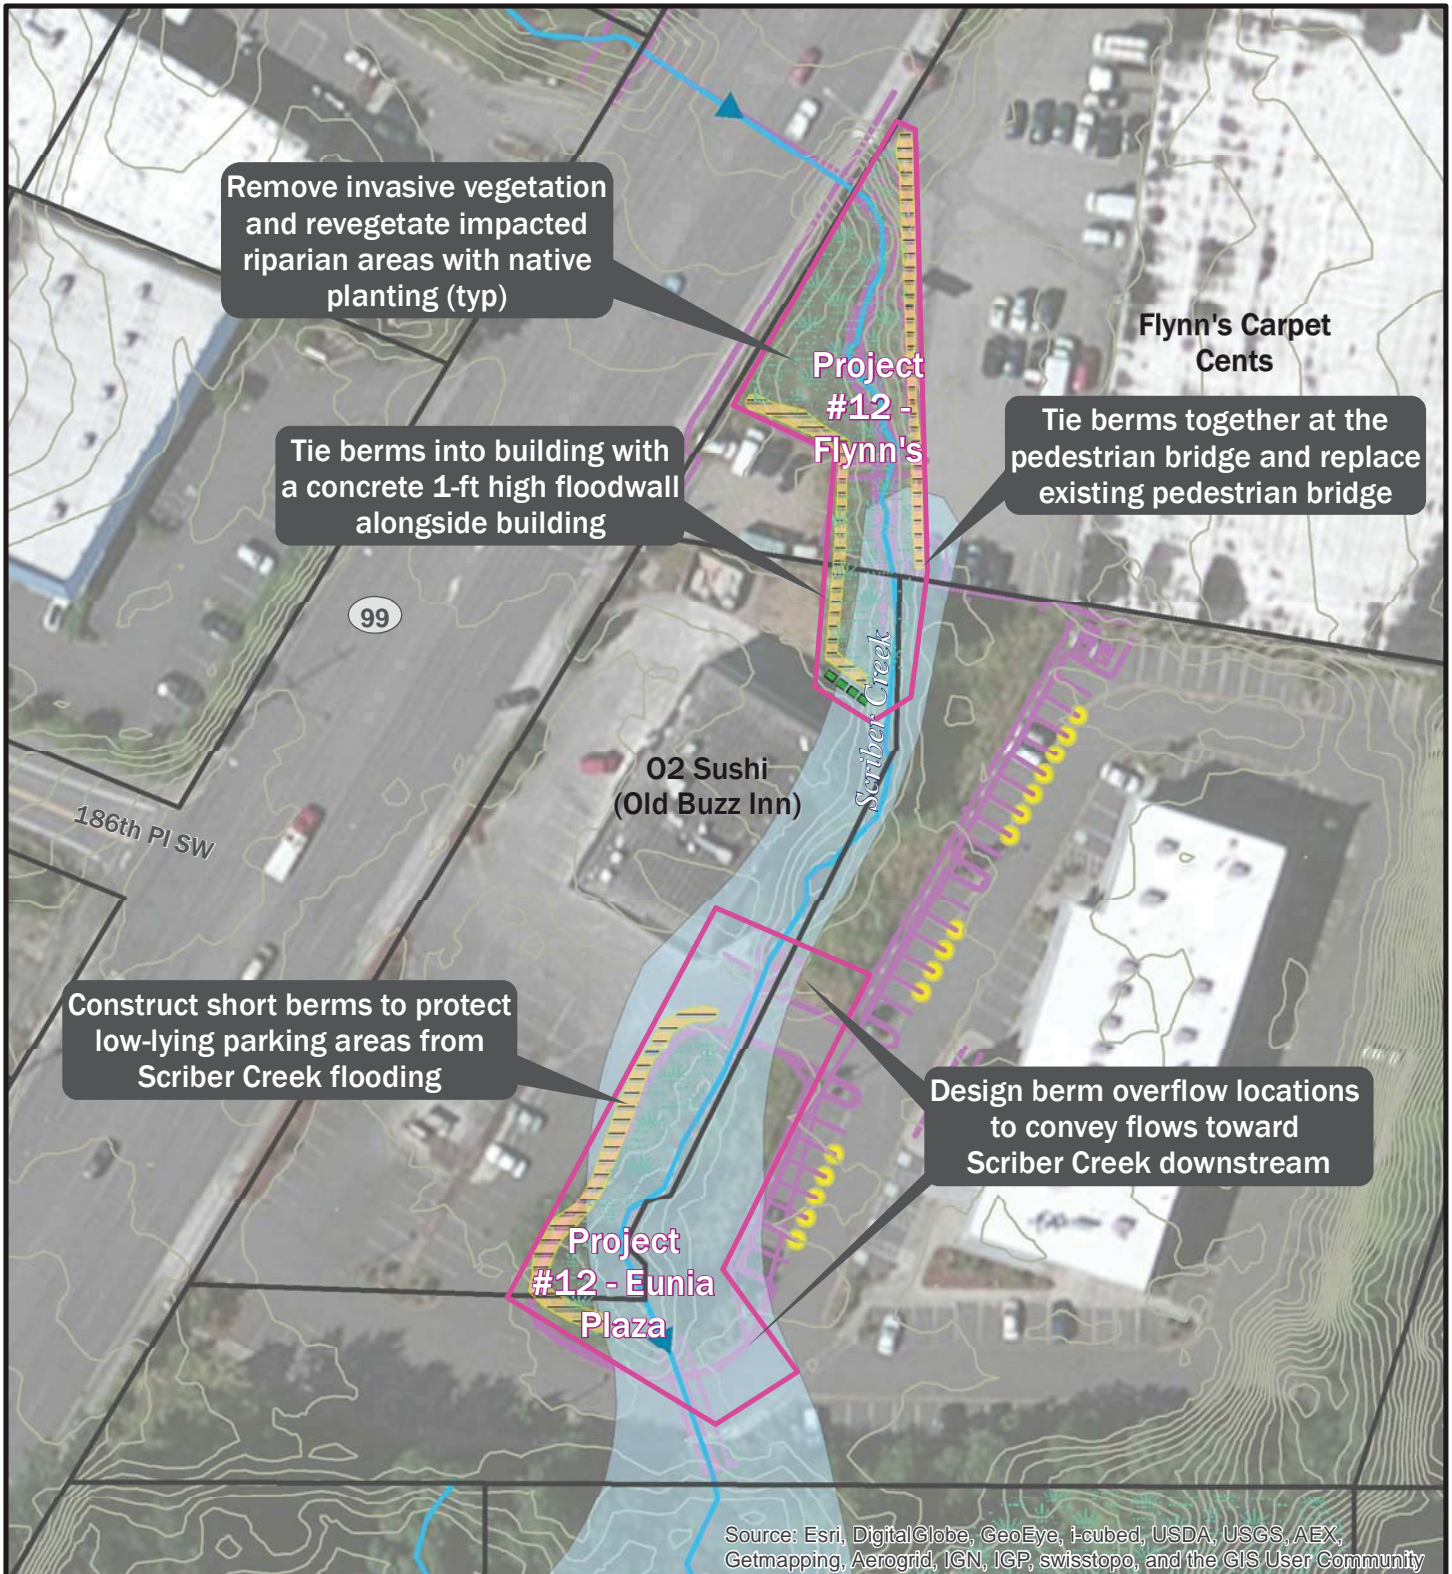 Remove invasive vegetation
and revegetate impacted
riparian areas with native
planting (typ)
Flynn's Carpet
Cents
Project
#12 -
Flynn's
Tie berms together at the
pedestrian bridge and replace
existing pedestrian bridge
Tie berms into building with
a concrete 1-ft high floodwall
alongside building
99
Scriber Creek
O2 Sushi
(Old Buzz Inn)
186th Pl SW
Construct short berms to protect
low-lying parking areas from
Scriber Creek flooding
Design berm overflow locations
to convey flows toward
Scriber Creek downstream
Project
#12 - Eunia
Plaza
Source: Esri, DigitalGlobe, GeoEye, i-cubed, USDA, USGS, AEX,
Getmapping, Aerogrid, IGN, IGP, swisstopo, and the GIS User Community